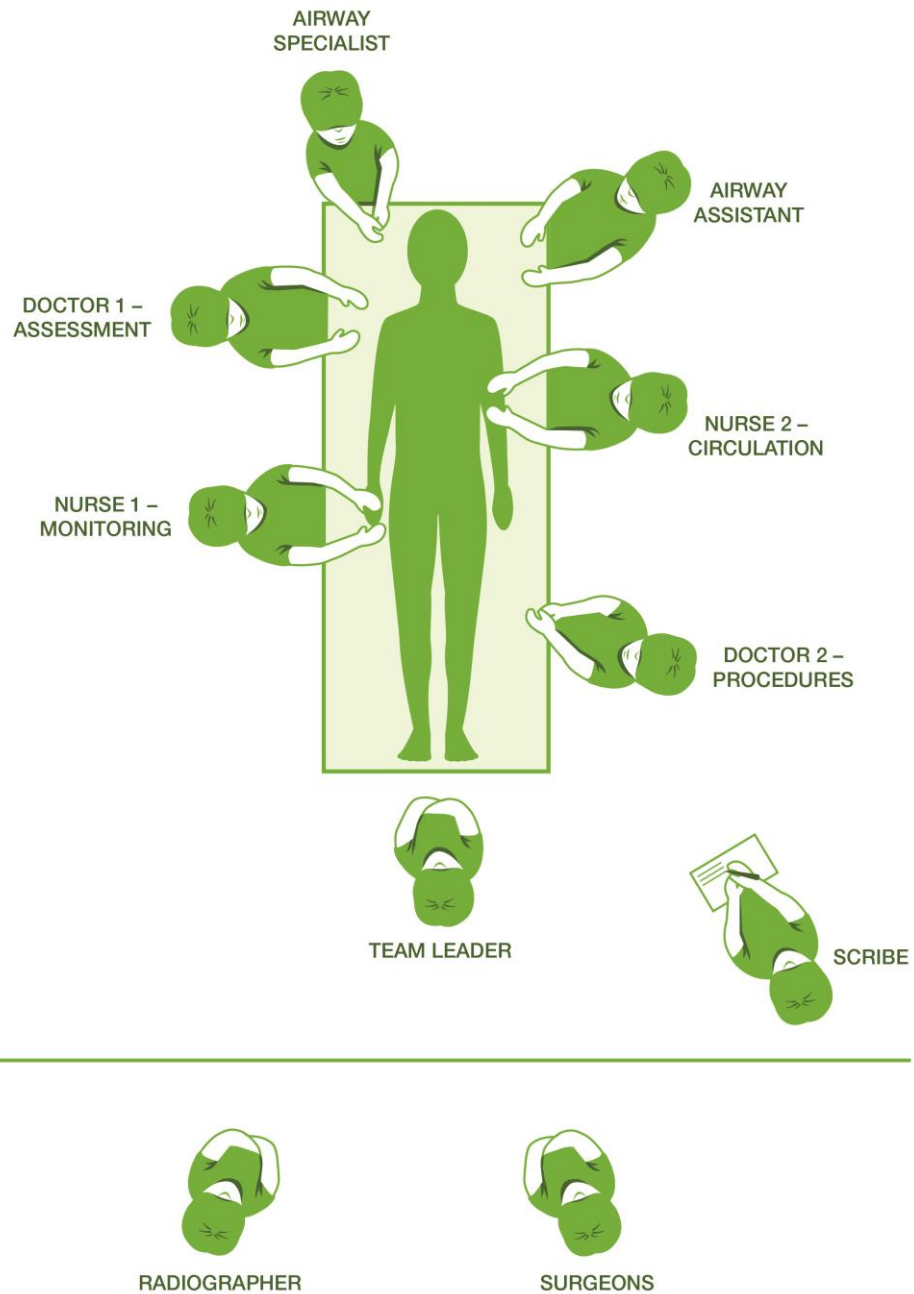 AIRWAY
SPECIALIST
AIRWAY
ASSISTANT
DOCTOR 1 –
ASSESSMENT
NURSE 2 –
CIRCULATION
NURSE 1 –
MONITORING
DOCTOR 2 –
PROCEDURES
TEAM LEADER
SCRIBE
RADIOGRAPHER
SURGEONS